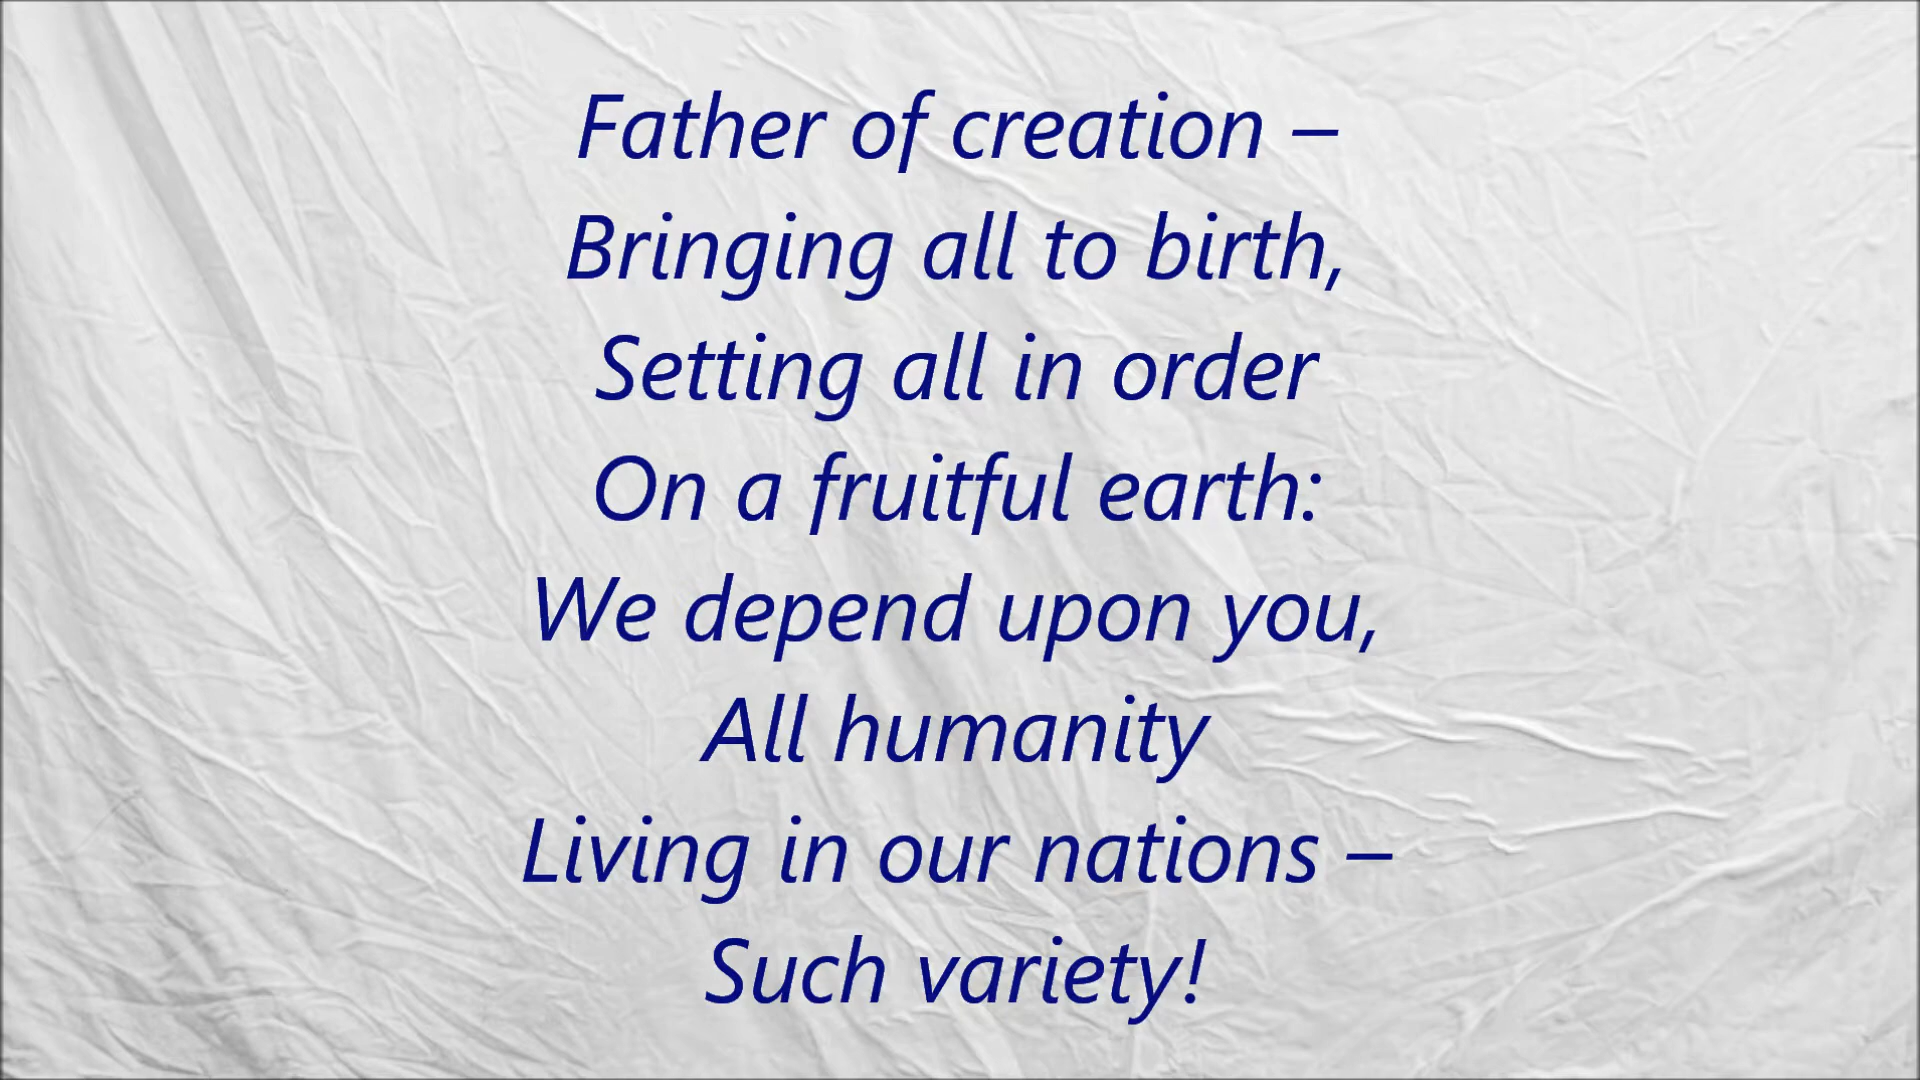 Father of creation –
Bringing all to birth,
Setting all in order
On a fruitful earth:
We depend upon you,
All humanity
Living in our nations –
Such variety!